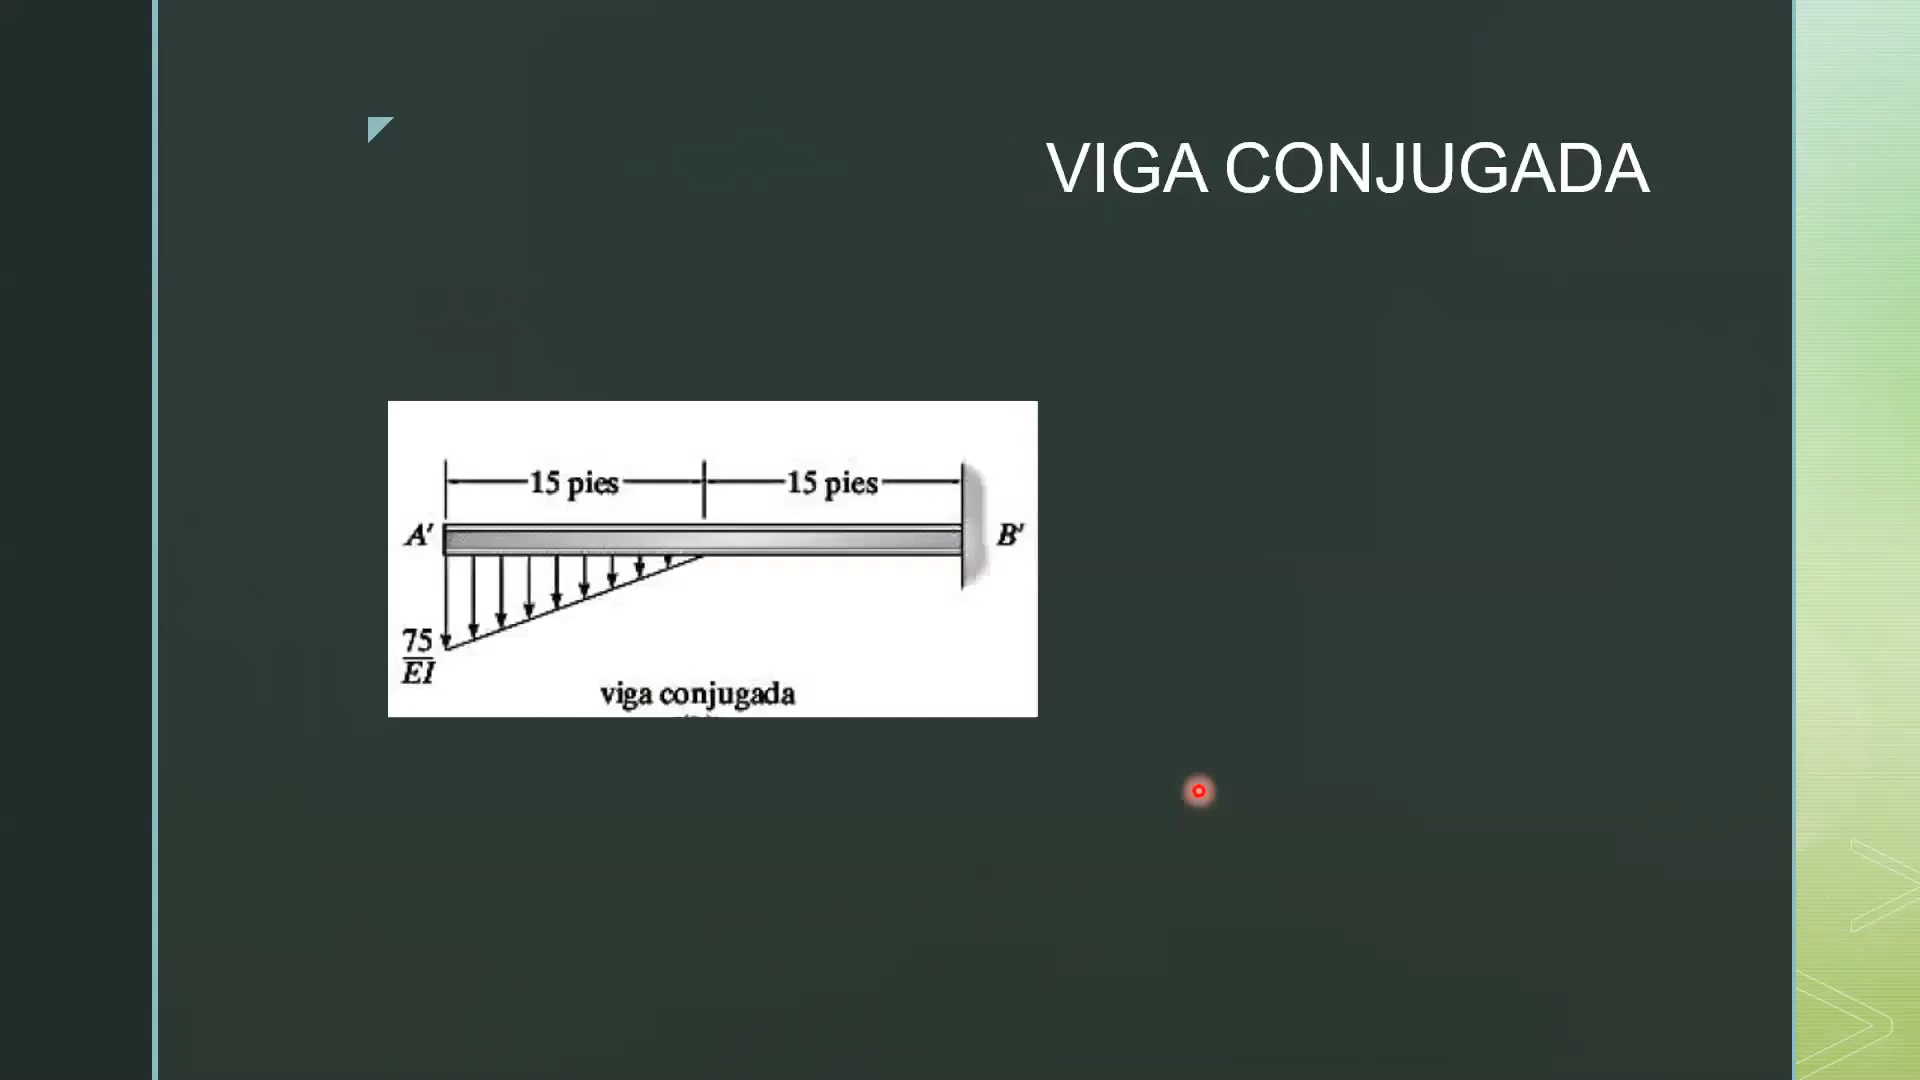 VIGA CONJUGADA
15 pies 15 pies
A' B'
75
EI
viga conjugada